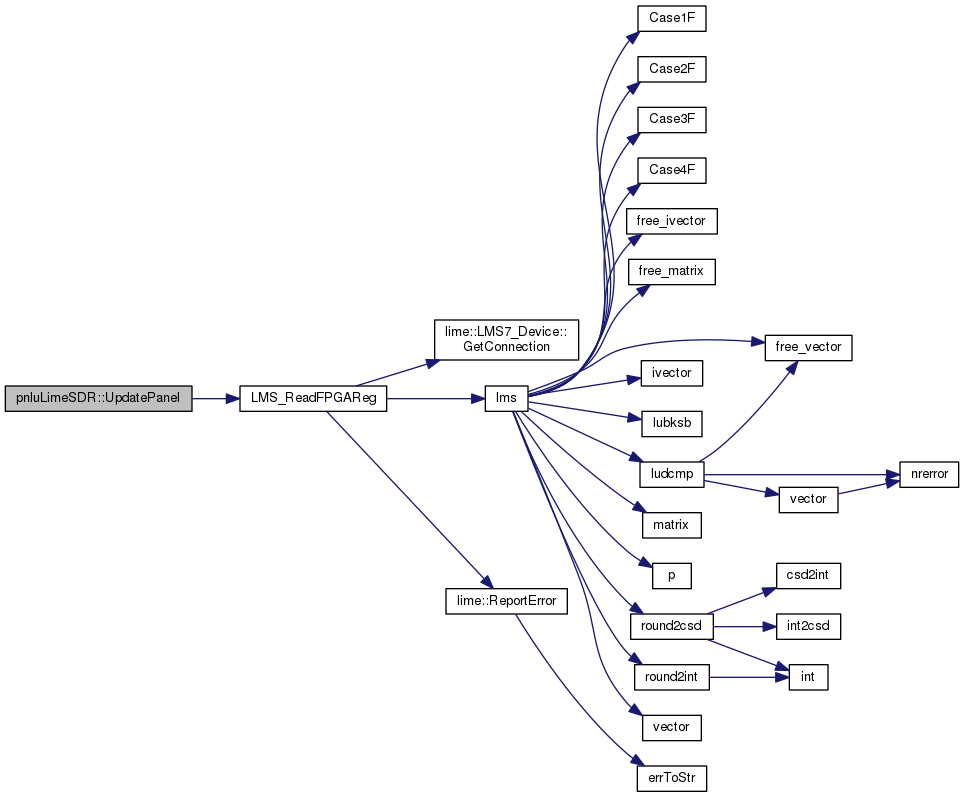 Case1F
Case2F
Case3F
Case4F
free_ivector
free_matrix
lime::LMS7_Device::
GetConnection
free_vector
ivector
pnluLimeSDR::UpdatePanel
LMS_ReadFPGAReg
lms
lubksb
ludcmp
nrerror
vector
matrix
p
csd2int
lime::ReportError
round2csd
int2csd
round2int
int
vector
errToStr